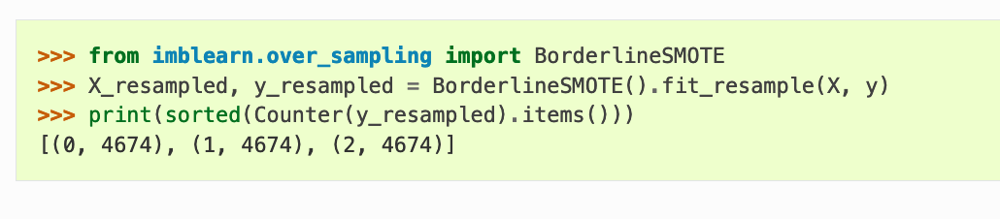 >>> from imblearn.over_sampling import BorderlineSMOTE
>>> X_resampled, y_resampled = BorderlineSMOTE().fit_resample(X, y)
>>> print(sorted(Counter(y_resampled).items()))
[(0, 4674), (1, 4674), (2, 4674)]